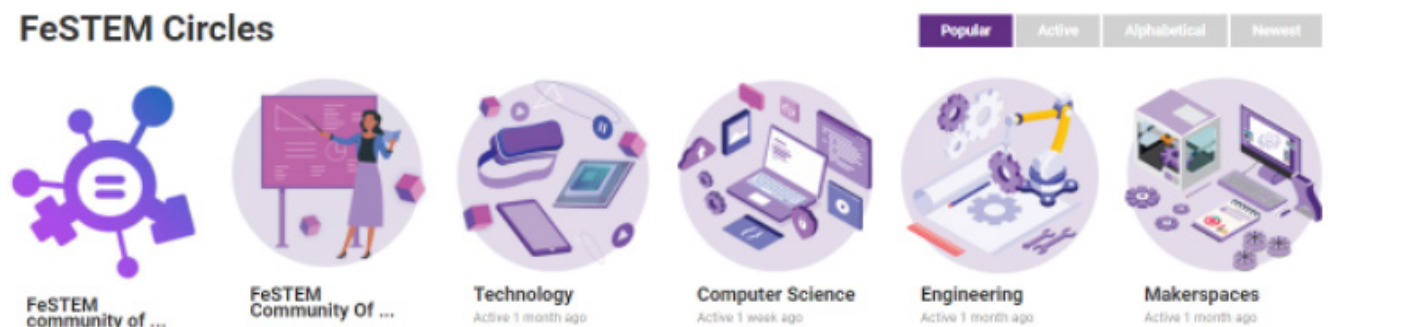 FeSTEM Circles
Popular Active Alphabetical Newest
FeSTEM
community of ...
FeSTEM
Community Of ...
Technology
Active 1 month ago
Computer Science
Active 1 week ago
Engineering
Active 1 month ago
Makerspaces
Active 1 month ago